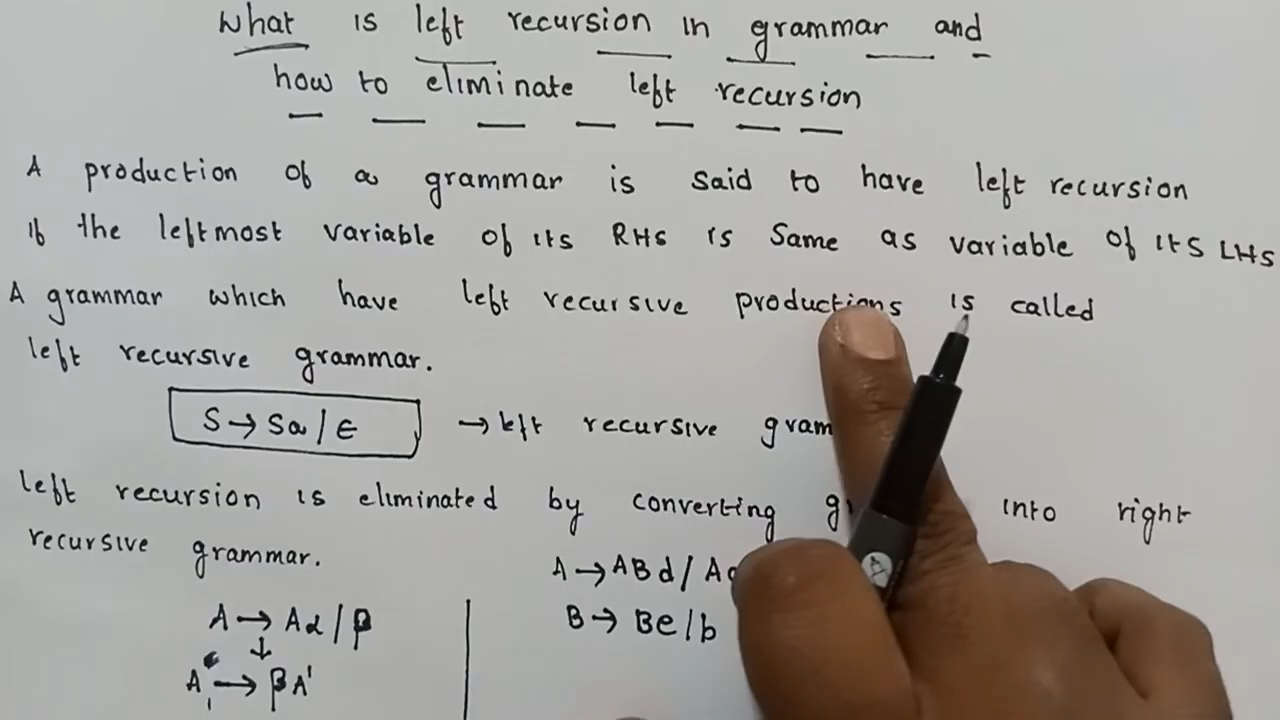 What is left recursion in grammar and
how to eliminate left recursion
A production of a grammar is said to have left recursion
if the leftmost variable of its RHS is same as variable of its LHS
A grammar which have left recursive productions is called
left recursive grammar.
S → Sa / ϵ → left recursive
left recursion is eliminated by converting into right
recursive grammar.
A → ABd / A
B → Be / b
A → Aα / β
↓
A → βA'